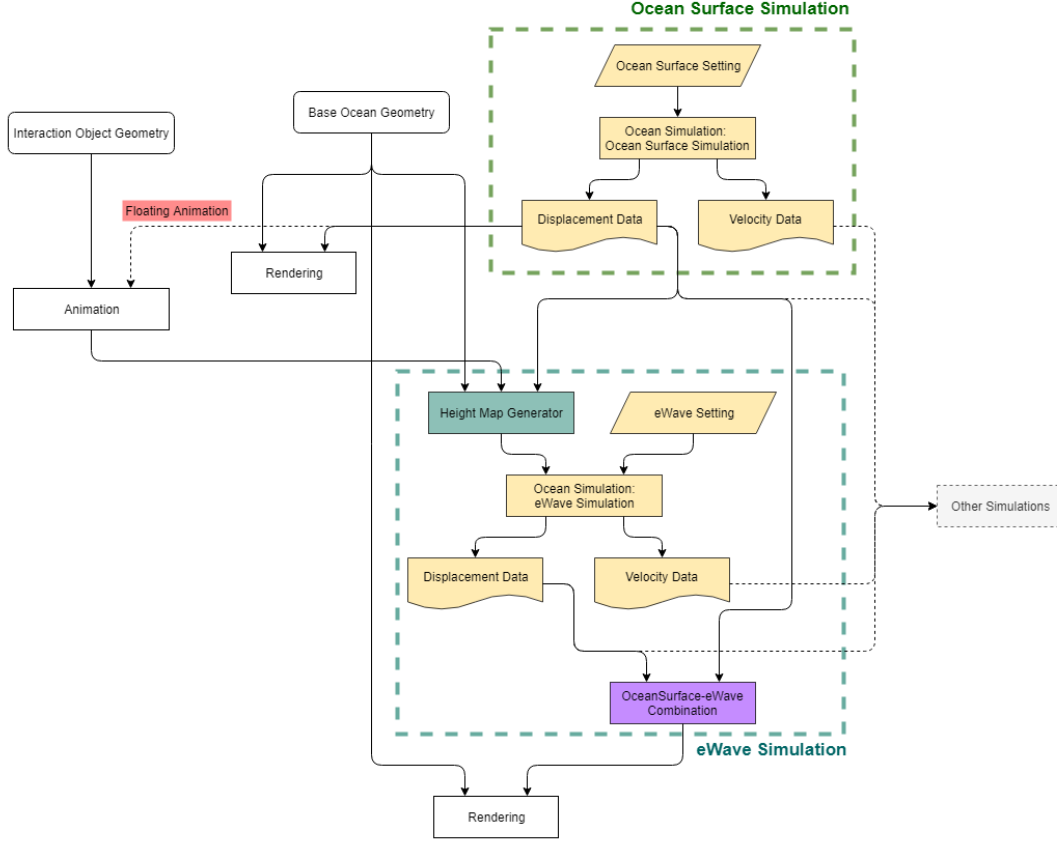 Ocean Surface Simulation
Ocean Surface Setting
Base Ocean Geometry
Interaction Object Geometry
Ocean Simulation:
Ocean Surface Simulation
Floating Animation
Displacement Data
Velocity Data
Rendering
Animation
Height Map Generator
eWave Setting
Ocean Simulation:
eWave Simulation
Other Simulations
Displacement Data
Velocity Data
OceanSurface-eWave
Combination
eWave Simulation
Rendering